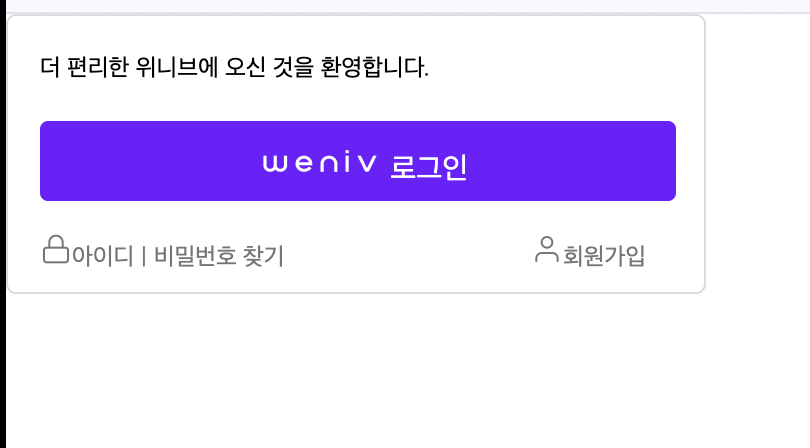 더 편리한 위니브에 오신 것을 환영합니다.
weniv 로그인
아이디 | 비밀번호 찾기 회원가입